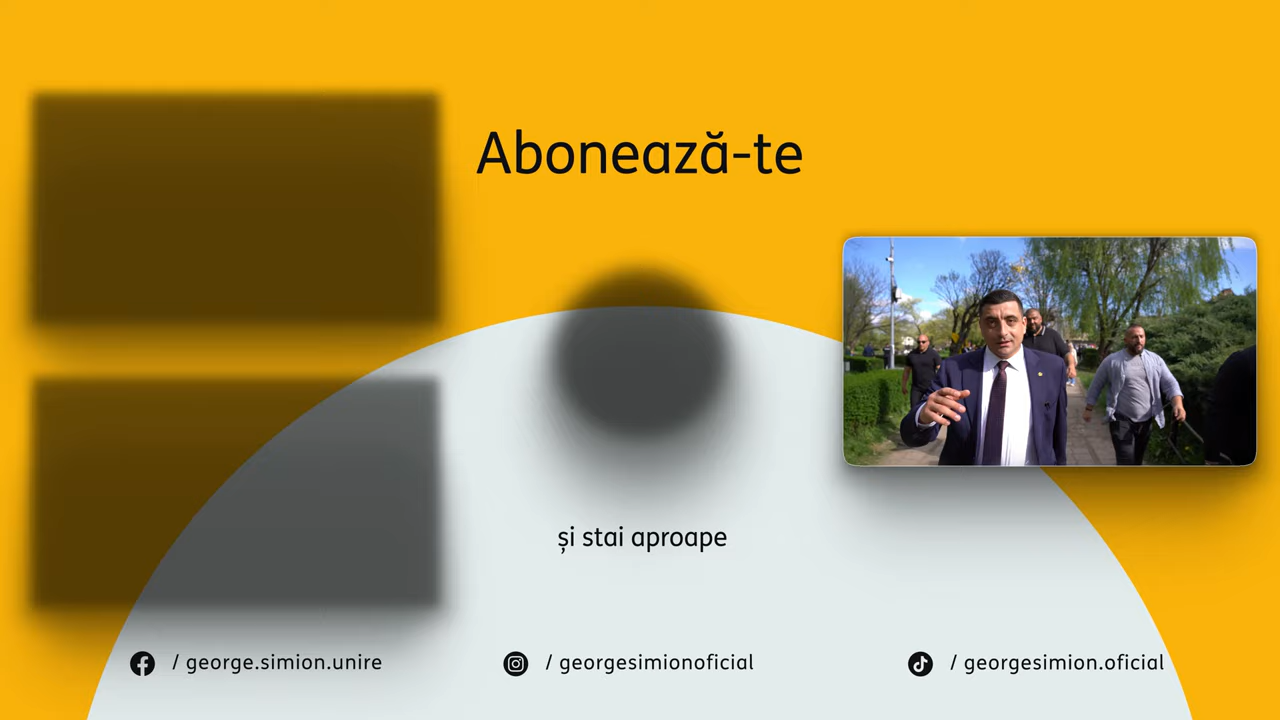 Abonează-te
și stai aproape
/ george.simion.unire
/ georgesimionoficial
/ georgesimion.oficial